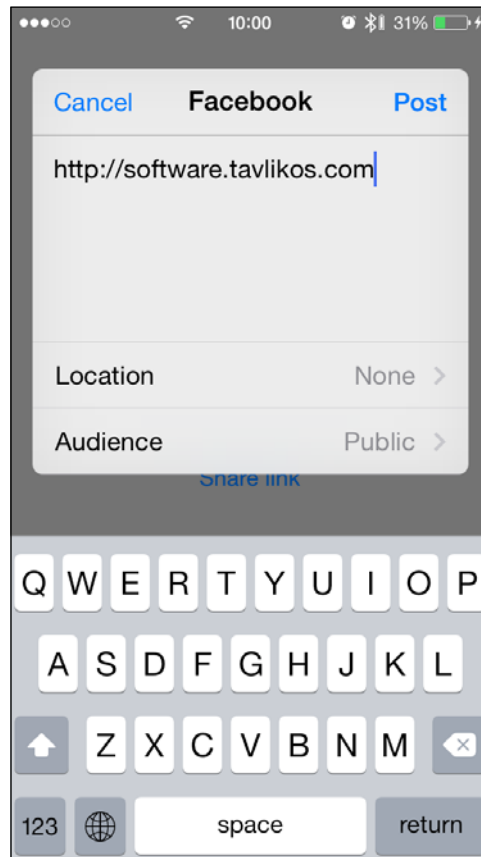 10:00 31%
Cancel Facebook Post
http://software.tavlikos.com
Location None >
Audience Public >
Share link
Q W E R T Y U I O P
A S D F G H J K L
Z X C V B N M
123 space return